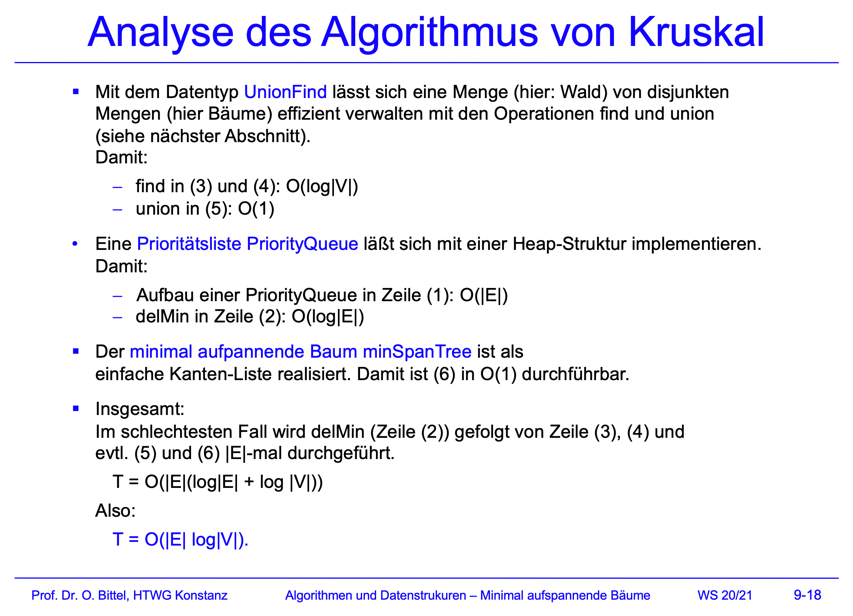 Analyse des Algorithmus von Kruskal
▪ Mit dem Datentyp UnionFind lässt sich eine Menge (hier: Wald) von disjunkten
Mengen (hier Bäume) effizient verwalten mit den Operationen find und union
(siehe nächster Abschnitt).
Damit:
– find in (3) und (4): O(log|V|)
– union in (5): O(1)
• Eine Prioritätsliste PriorityQueue läßt sich mit einer Heap-Struktur implementieren.
Damit:
– Aufbau einer PriorityQueue in Zeile (1): O(|E|)
– delMin in Zeile (2): O(log|E|)
▪ Der minimal aufpannende Baum minSpanTree ist als
einfache Kanten-Liste realisiert. Damit ist (6) in O(1) durchführbar.
▪ Insgesamt:
Im schlechtesten Fall wird delMin (Zeile (2)) gefolgt von Zeile (3), (4) und
evtl. (5) und (6) |E|-mal durchgeführt.
T = O(|E|(log|E| + log |V|))
Also:
T = O(|E| log|V|).
Prof. Dr. O. Bittel, HTWG Konstanz Algorithmen und Datenstrukuren – Minimal aufspannende Bäume WS 20/21 9-18